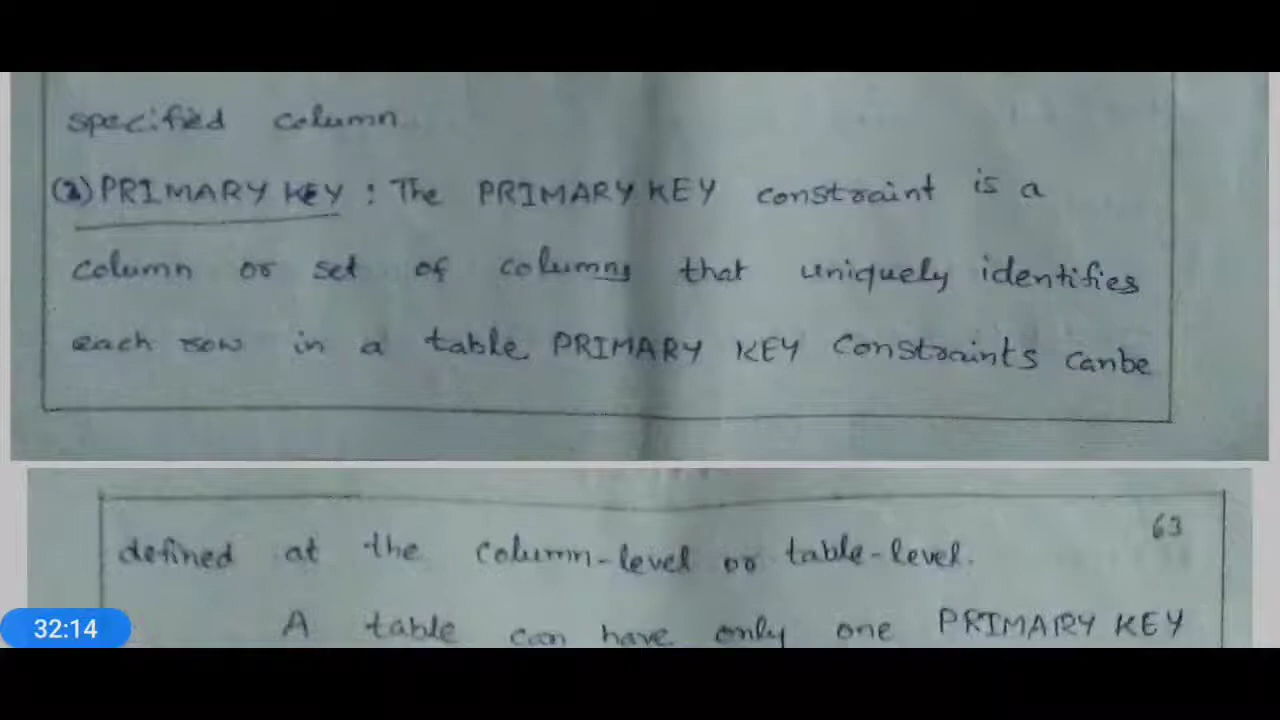 specified column
(2) PRIMARY KEY : The PRIMARY KEY constraint is a
column or set of columns that uniquely identifies
each row in a table PRIMARY KEY constraints canbe
63
defined at the column-level or table-level.
A table can have only one PRIMARY KEY
32:14